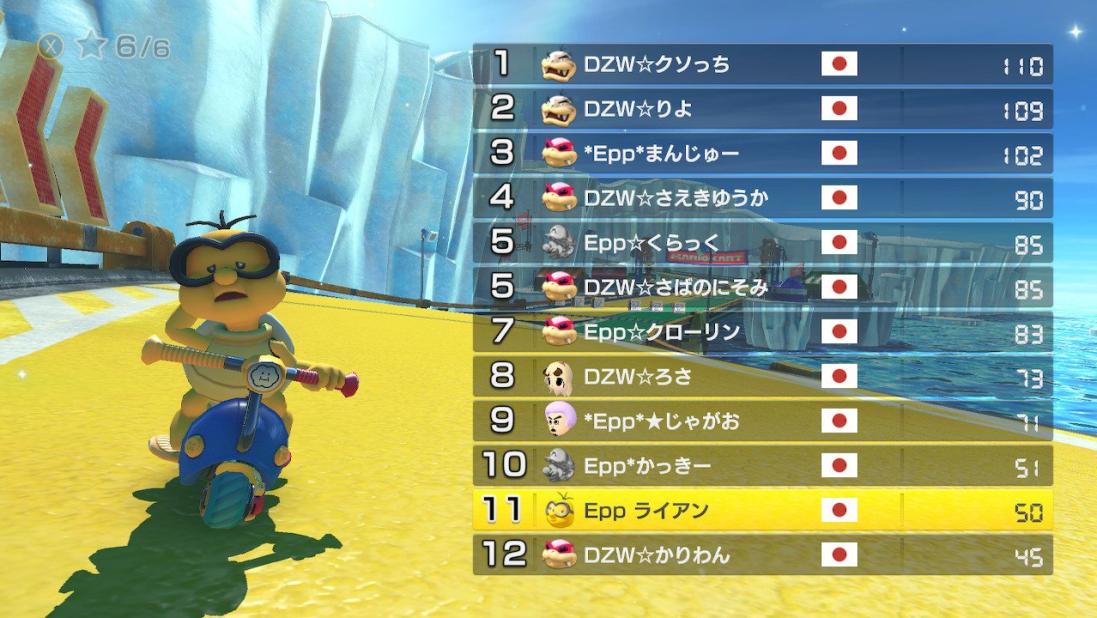 X ☆ 6/6
1 DZW☆クソっち 110
2 DZW☆りよ 109
3 *Epp*まんじゅー 102
4 DZW☆さえきゆうか 90
5 Epp☆くらっく 85
5 DZW☆さばのにそみ 85
7 Epp☆クローリン 83
8 DZW☆ろさ 73
9 *Epp*★じゃがお 71
10 Epp*かっきー 51
11 Epp ライアン 50
12 DZW☆かりわん 45
MARIO KART